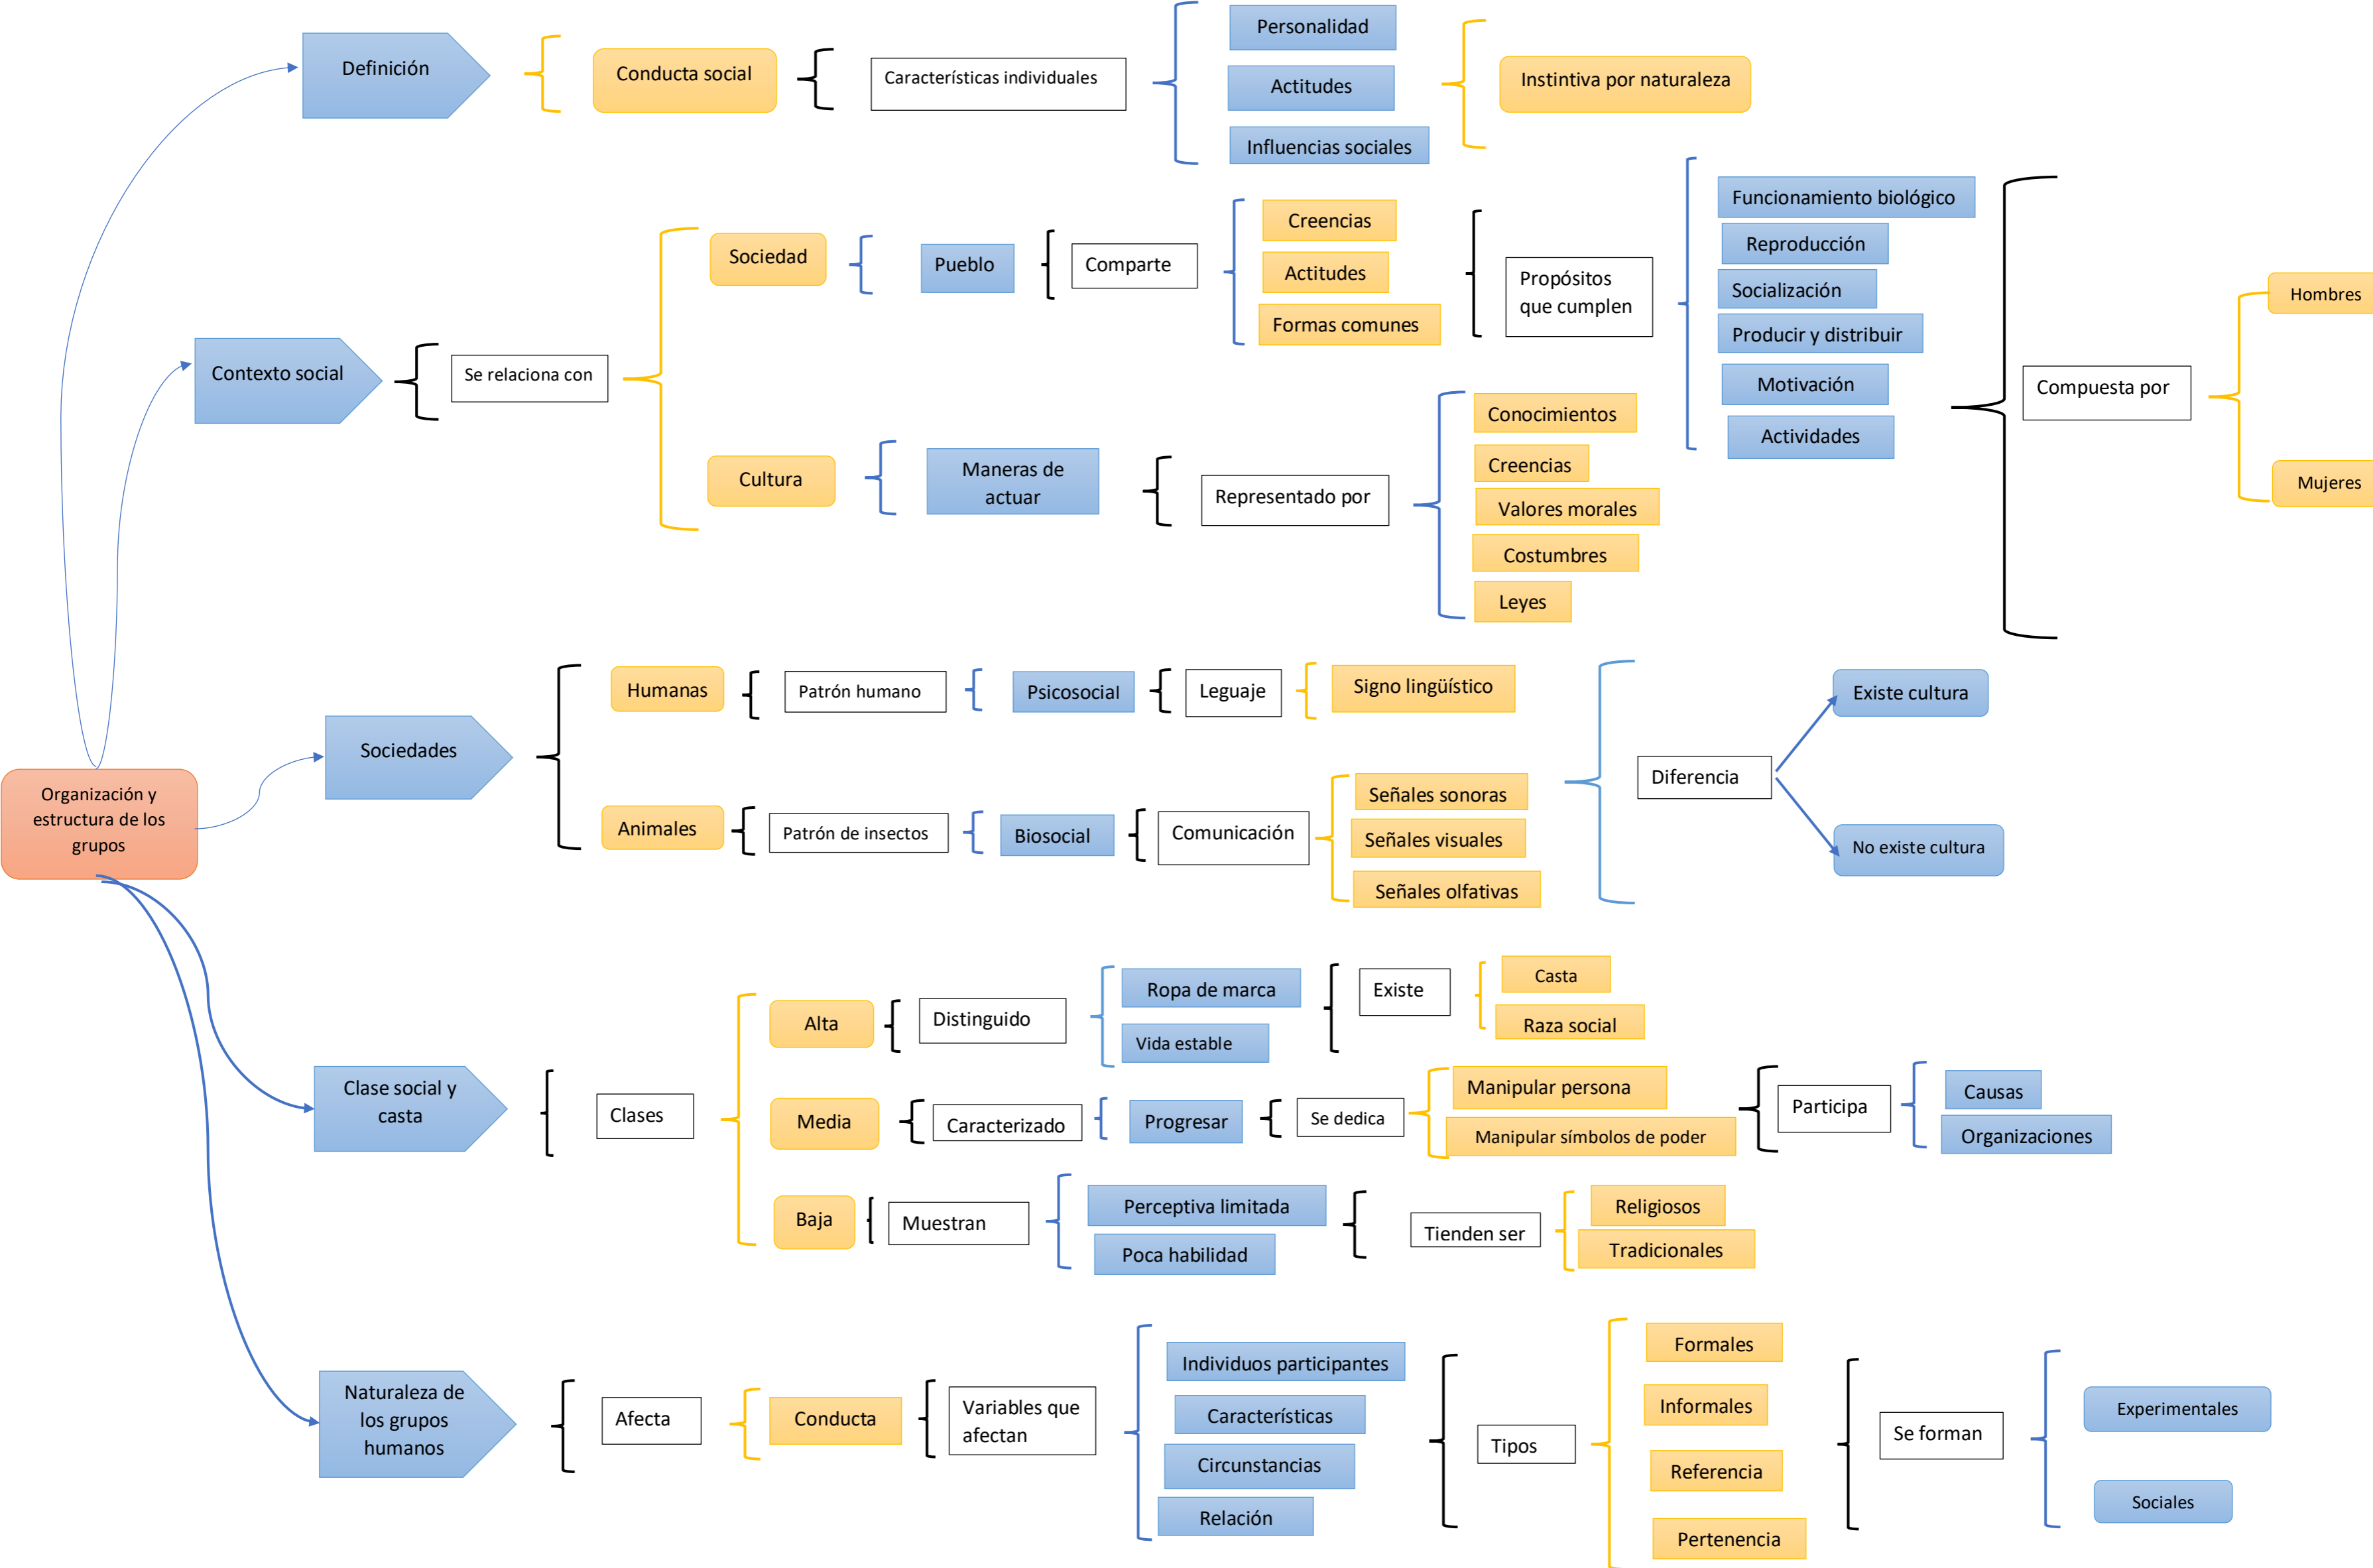 Definición
Conducta social
Características individuales
Personalidad
Actitudes
Influencias sociales
Instintiva por naturaleza
Contexto social
Se relaciona con
Sociedad
Pueblo
Comparte
Creencias
Actitudes
Formas comunes
Propósitos
que cumplen
Funcionamiento biológico
Reproducción
Socialización
Producir y distribuir
Motivación
Actividades
Compuesta por
Hombres
Mujeres
Cultura
Maneras de
actuar
Representado por
Conocimientos
Creencias
Valores morales
Costumbres
Leyes
Organización y
estructura de los
grupos
Sociedades
Humanas
Patrón humano
Psicosocial
Leguaje
Signo lingüístico
Animales
Patrón de insectos
Biosocial
Comunicación
Señales sonoras
Señales visuales
Señales olfativas
Diferencia
Existe cultura
No existe cultura
Clase social y
casta
Clases
Alta
Distinguido
Ropa de marca
Vida estable
Existe
Casta
Raza social
Media
Caracterizado
Progresar
Se dedica
Manipular persona
Manipular símbolos de poder
Participa
Causas
Organizaciones
Baja
Muestran
Perceptiva limitada
Poca habilidad
Tienden ser
Religiosos
Tradicionales
Naturaleza de
los grupos
humanos
Afecta
Conducta
Variables que
afectan
Individuos participantes
Características
Circunstancias
Relación
Tipos
Formales
Informales
Referencia
Pertenencia
Se forman
Experimentales
Sociales